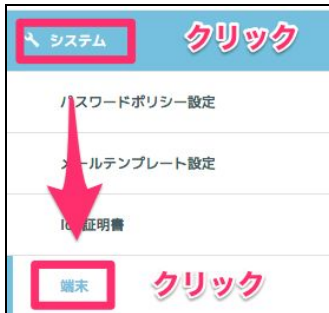 システム クリック
パスワードポリシー設定
メールテンプレート設定
証明書
端末 クリック